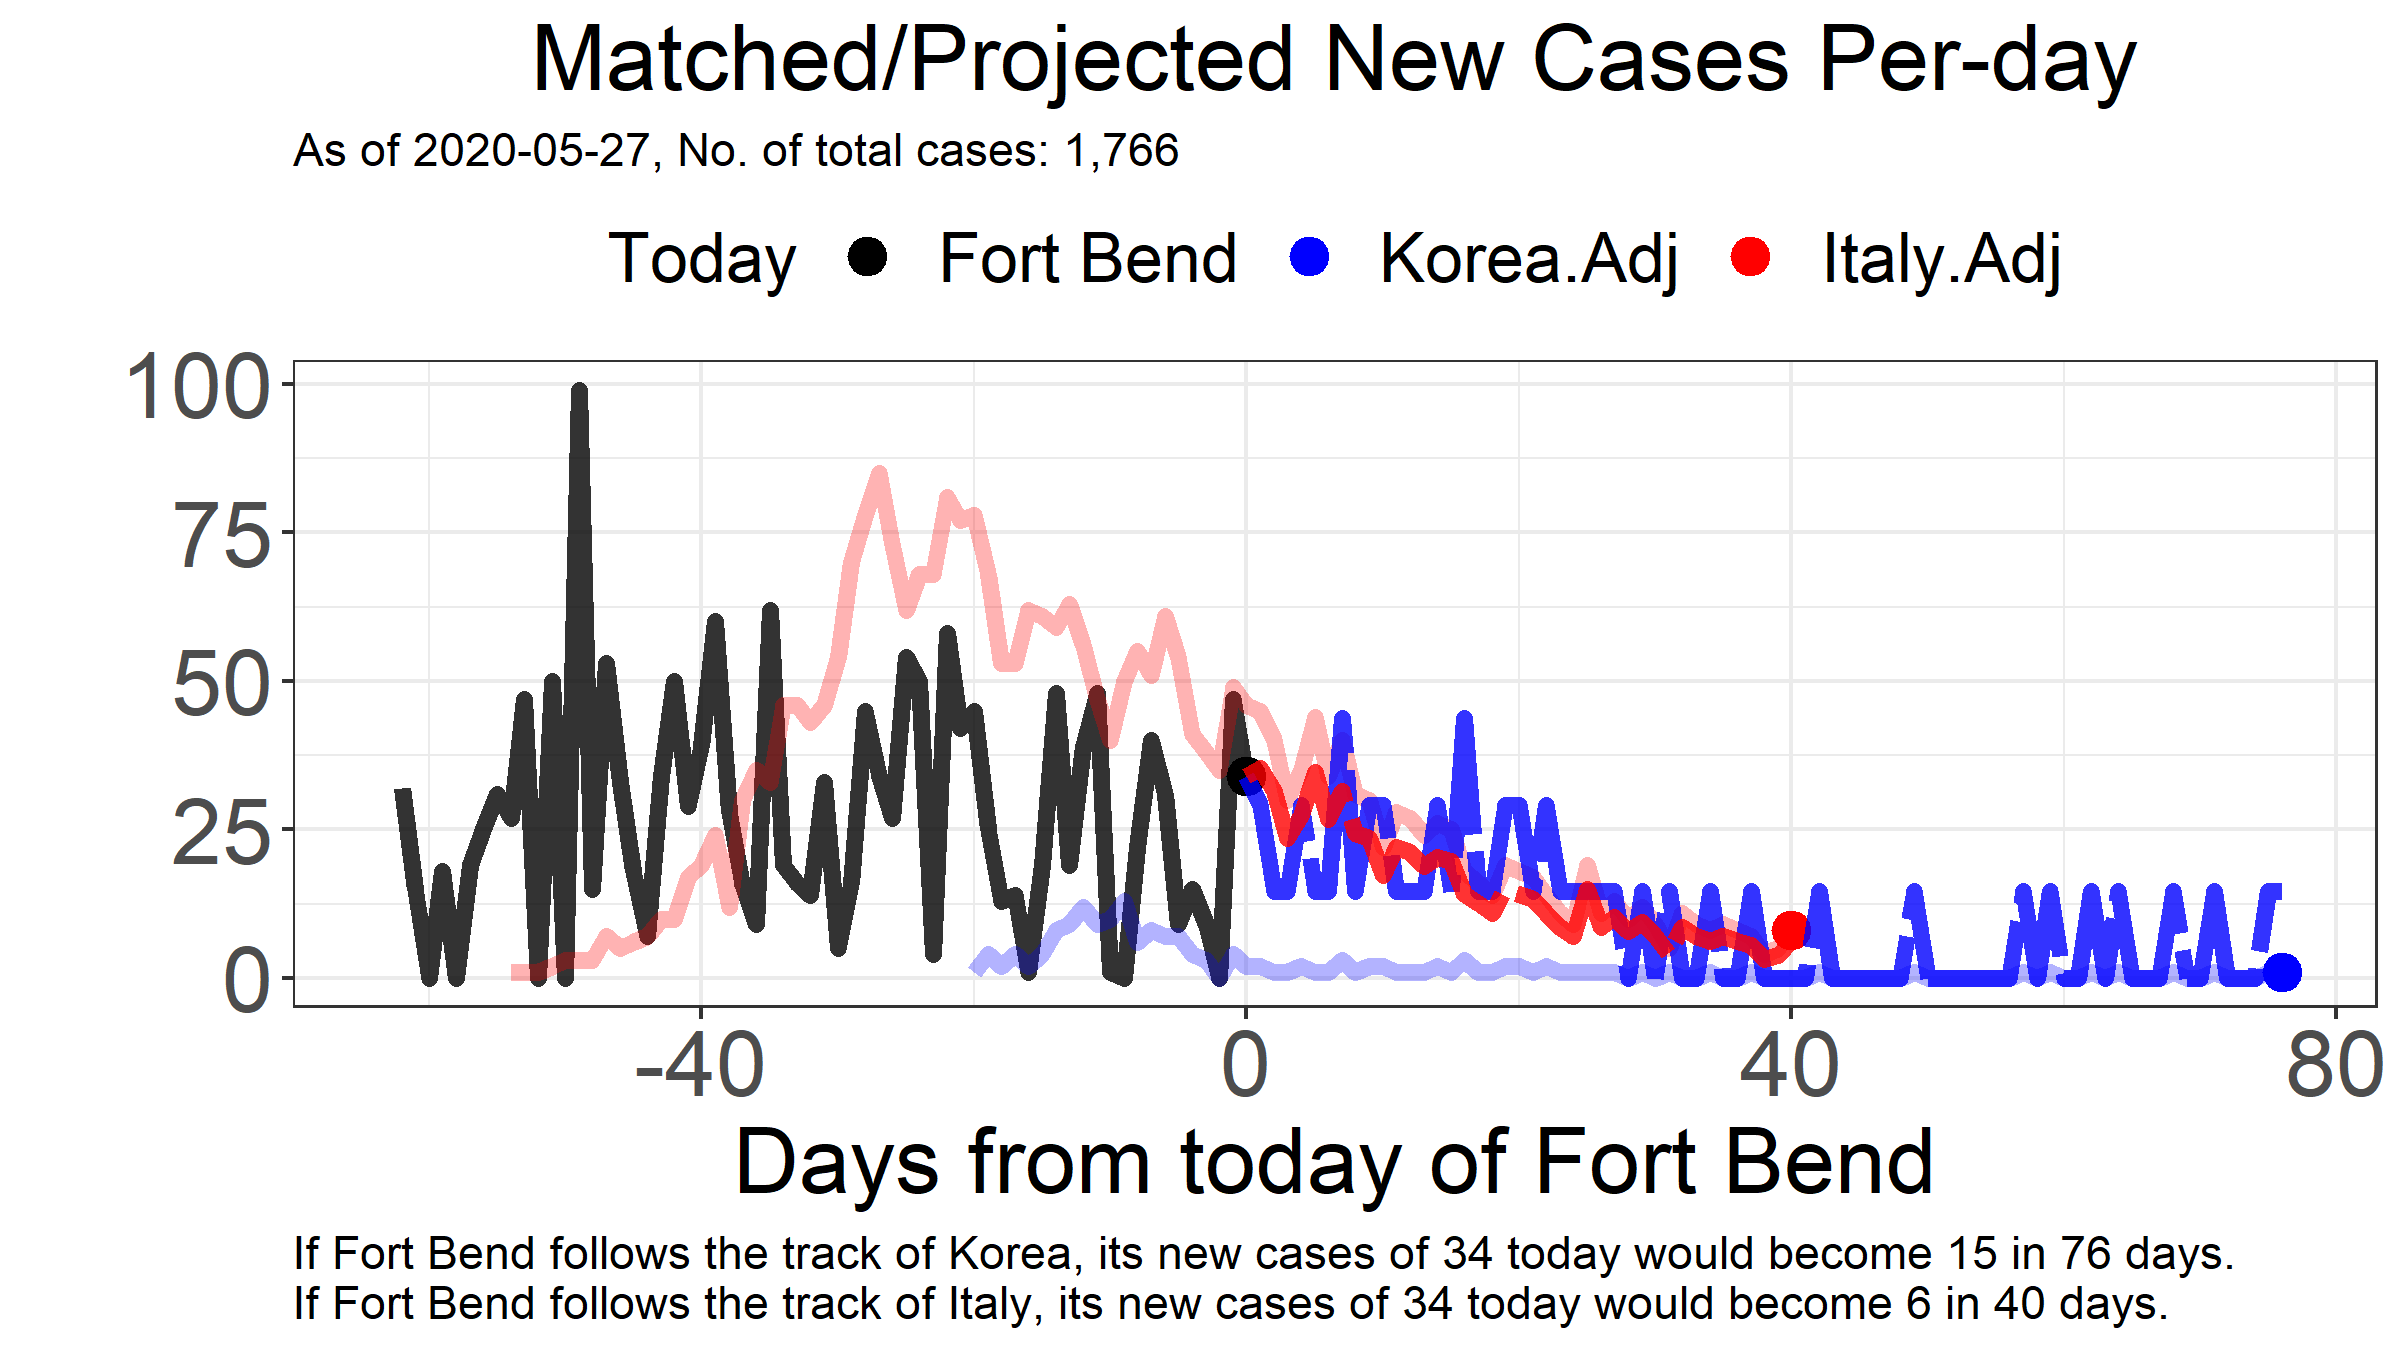 Matched/Projected New Cases Per-day
As of 2020-05-27, No. of total cases: 1,766
Today Fort Bend Korea.Adj Italy.Adj
100
75
50
25
0
-40 0 40 80
Days from today of Fort Bend
If Fort Bend follows the track of Korea, its new cases of 34 today would become 15 in 76 days.
If Fort Bend follows the track of Italy, its new cases of 34 today would become 6 in 40 days.